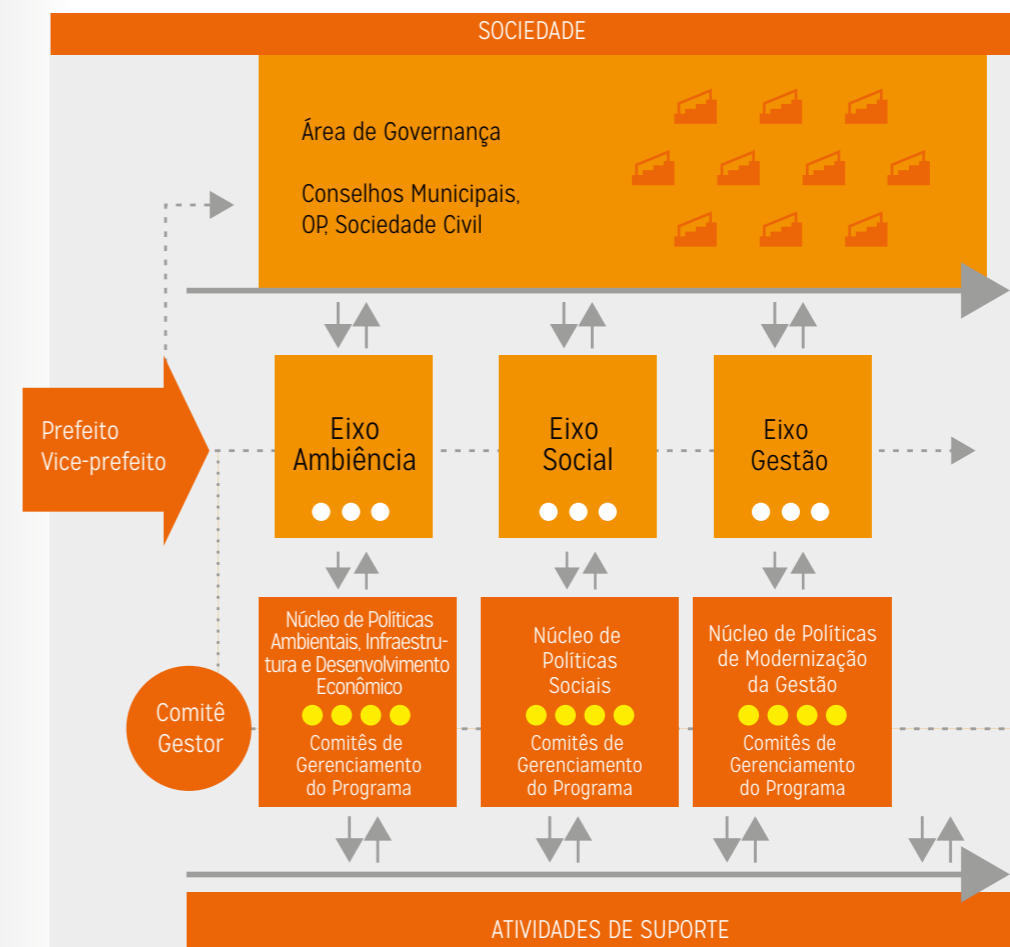 SOCIEDADE
Área de Governança
Conselhos Municipais,
OP, Sociedade Civil
Prefeito
Vice-prefeito
Eixo
Ambiência
Eixo
Social
Eixo
Gestão
Núcleo de Políticas
Ambientais, Infraestru-
tura e Desenvolvimento
Econômico
Comitês de
Gerenciamento
do Programa
Núcleo de
Políticas
Sociais
Comitês de
Gerenciamento
do Programa
Núcleo de Políticas
de Modernização
da Gestão
Comitês de
Gerenciamento
do Programa
Comitê
Gestor
ATIVIDADES DE SUPORTE